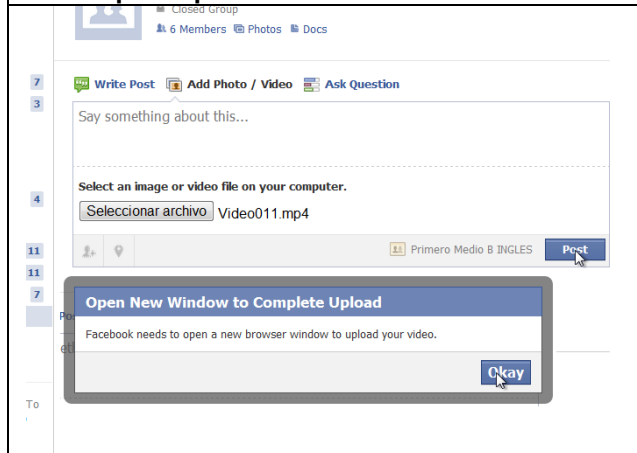 Closed Group
6 Members Photos Docs
7
Write Post Add Photo / Video Ask Question
3
Say something about this...
Select an image or video file on your computer.
4
Seleccionar archivo Video011.mp4
11
Primero Medio B INGLES Post
11
7
Open New Window to Complete Upload
Facebook needs to open a new browser window to upload your video.
Okay
To